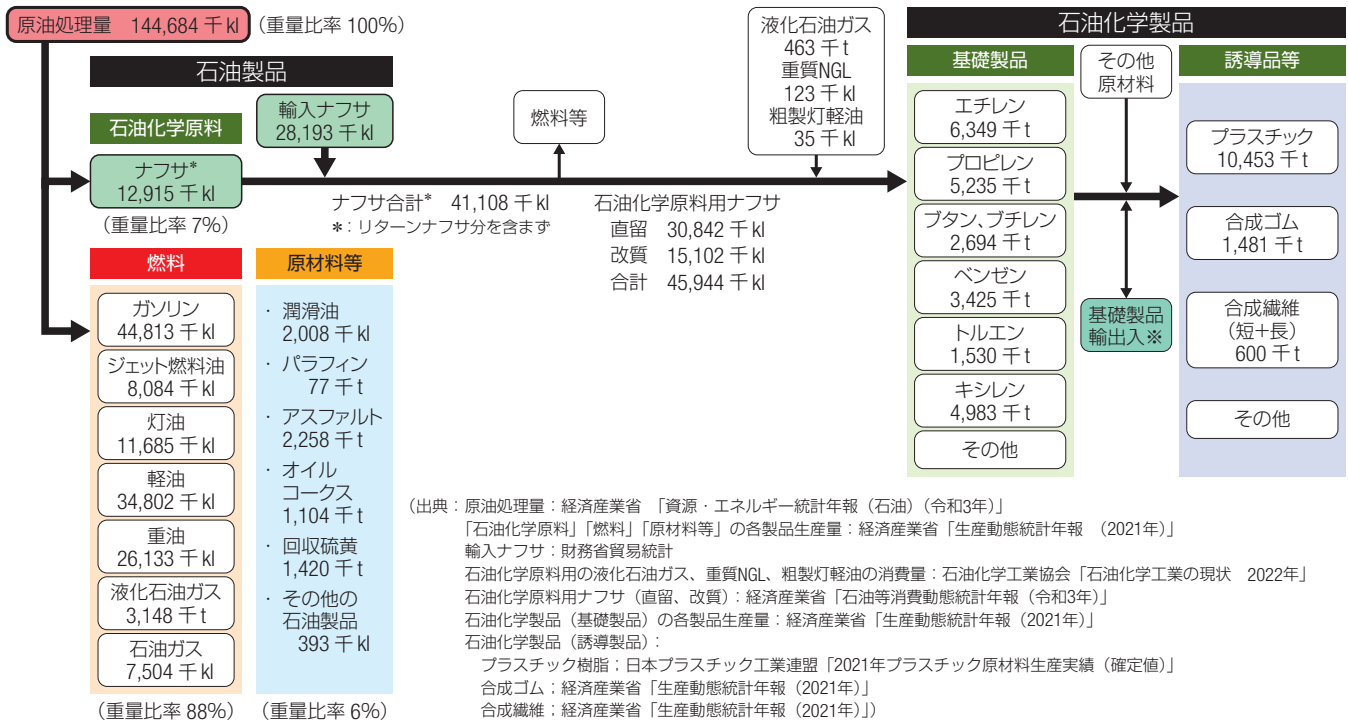 原油処理量 144,684 千 kl
(重量比率 100%)
石油製品
石油化学原料
ナフサ*
12,915 千 kl
(重量比率 7%)
輸入ナフサ
28,193 千 kl
ナフサ合計* 41,108 千 kl
*：リターンナフサ分を含まず
燃料等
石油化学原料用ナフサ
直留 30,842 千 kl
改質 15,102 千 kl
合計 45,944 千 kl
液化石油ガス
463 千 t
重質NGL
123 千 kl
粗製灯軽油
35 千 kl
燃料
ガソリン
44,813 千 kl
ジェット燃料油
8,084 千 kl
灯油
11,685 千 kl
軽油
34,802 千 kl
重油
26,133 千 kl
液化石油ガス
3,148 千 t
石油ガス
7,504 千 kl
(重量比率 88%)
原材料等
・ 潤滑油
2,008 千 kl
・ パラフィン
77 千 t
・ アスファルト
2,258 千 t
・ オイル
コークス
1,104 千 t
・ 回収硫黄
1,420 千 t
・ その他の
石油製品
393 千 kl
(重量比率 6%)
石油化学製品
基礎製品
エチレン
6,349 千 t
プロピレン
5,235 千 t
ブタン、ブチレン
2,694 千 t
ベンゼン
3,425 千 t
トルエン
1,530 千 t
キシレン
4,983 千 t
その他
その他
原材料
基礎製品
輸出入※
誘導品等
プラスチック
10,453 千 t
合成ゴム
1,481 千 t
合成繊維
(短＋長)
600 千 t
その他
(出典：原油処理量：経済産業省 「資源・エネルギー統計年報（石油）（令和3年）」
「石油化学原料」「燃料」「原材料等」の各製品生産量：経済産業省「生産動態統計年報 （2021年）」
輸入ナフサ：財務省貿易統計
石油化学原料用の液化石油ガス、重質NGL、粗製灯軽油の消費量：石油化学工業協会「石油化学工業の現状 2022年」
石油化学原料用ナフサ（直留、改質）：経済産業省「石油等消費動態統計年報（令和3年）」
石油化学製品（基礎製品）の各製品生産量：経済産業省「生産動態統計年報（2021年）」
石油化学製品（誘導製品）：
プラスチック樹脂；日本プラスチック工業連盟「2021年プラスチック原材料生産実績（確定値）」
合成ゴム：経済産業省「生産動態統計年報（2021年）」
合成繊維：経済産業省「生産動態統計年報（2021年）」)